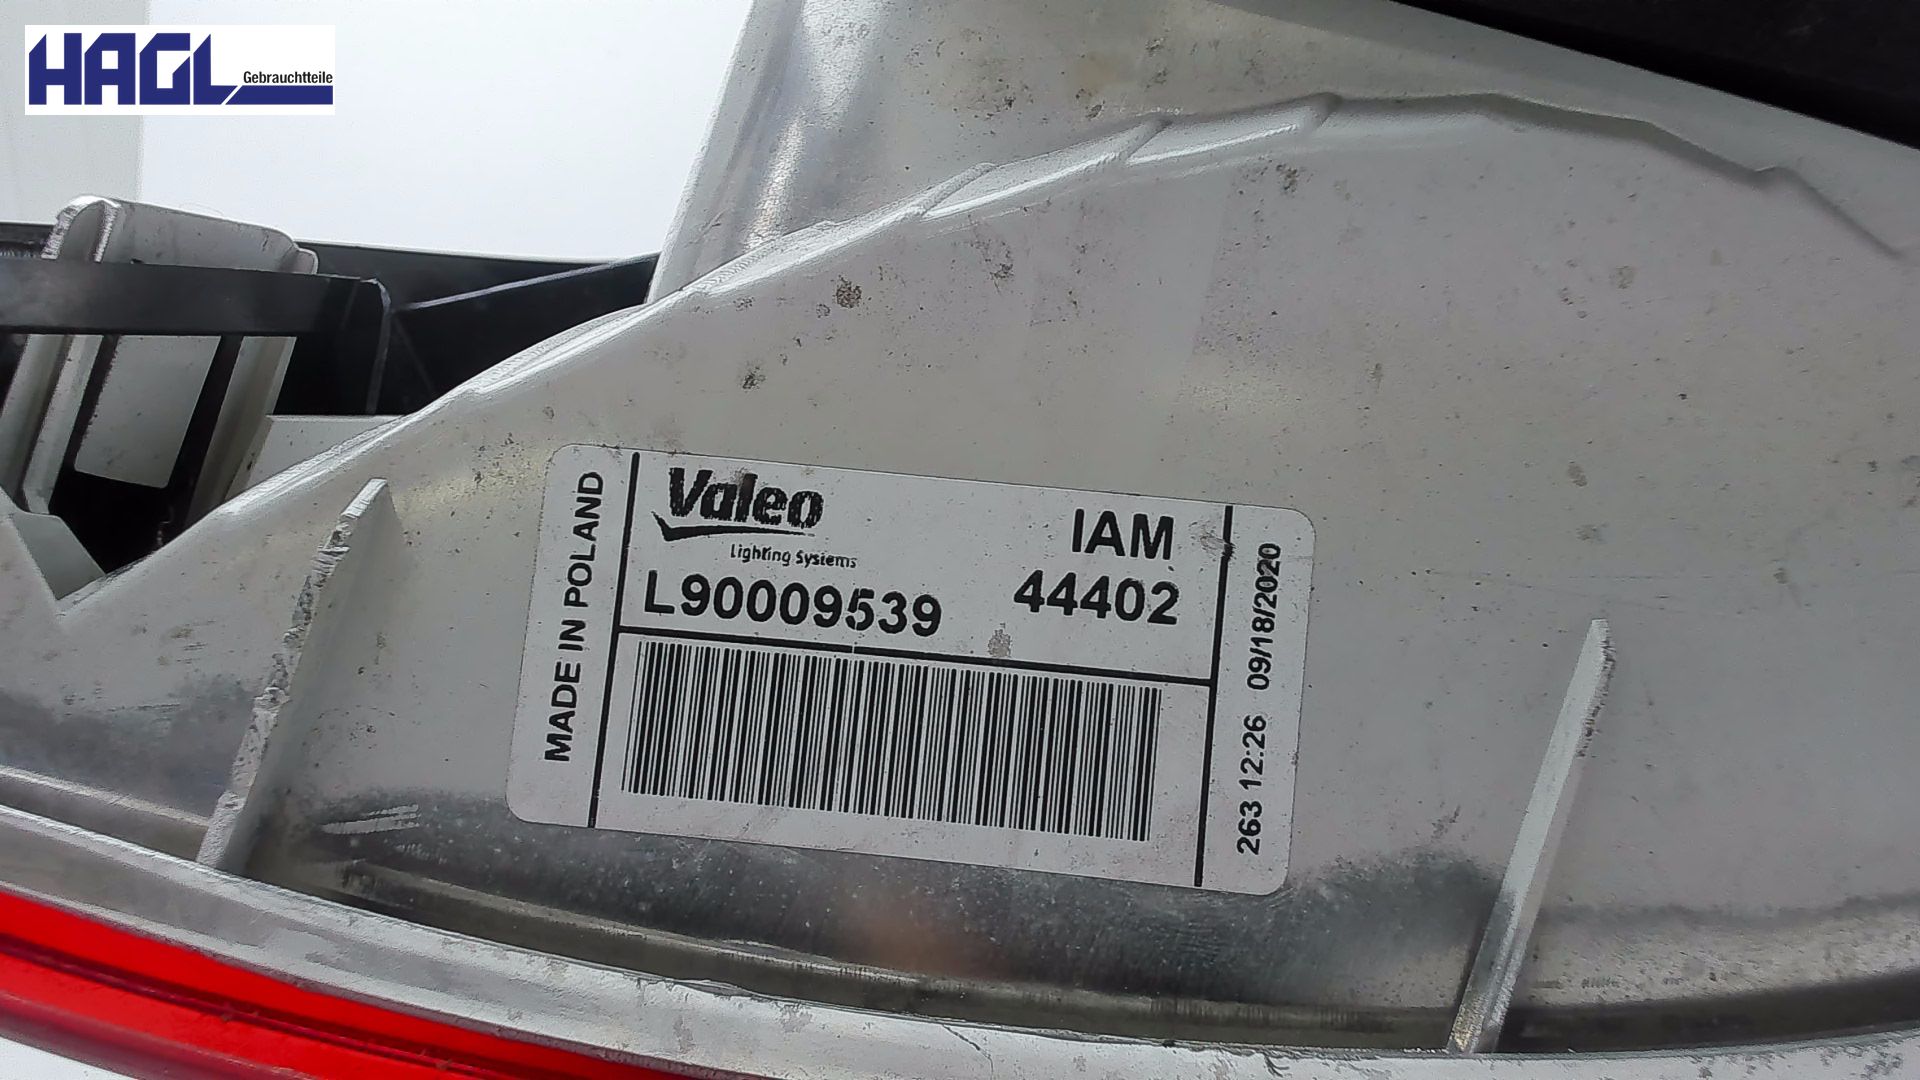 HAGL
Gebrauchtteile
MADE IN POLAND
Valeo
Lighting Systems
IAM
L90009539
44402
263 12:26 09/18/2020